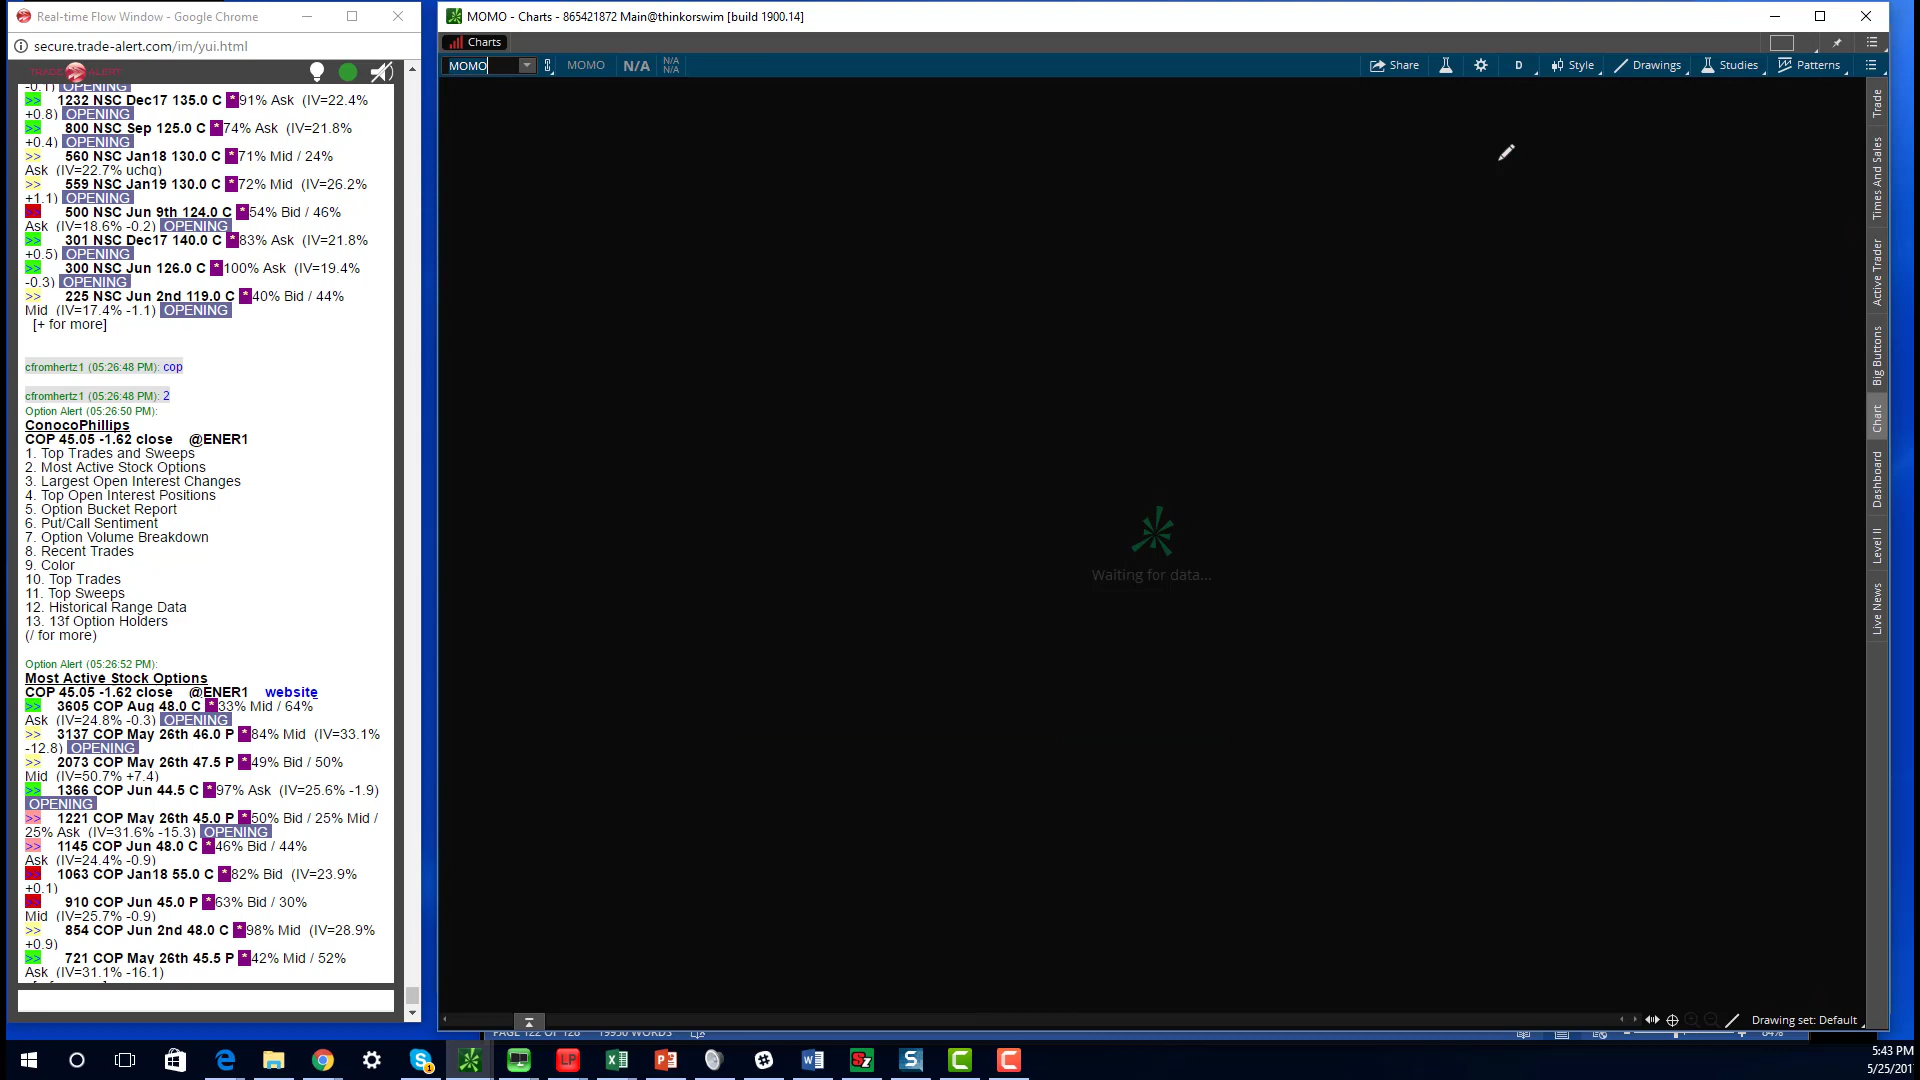 Real-time Flow Window - Google Chrome
secure.trade-alert.com/im/yui.html
TRADE ALERT
-0.1) OPENING
>> 1232 NSC Dec17 135.0 C *91% Ask (IV=22.4%
+0.8) OPENING
>> 800 NSC Sep 125.0 C *74% Ask (IV=21.8%
+0.4) OPENING
>> 560 NSC Jan18 130.0 C *71% Mid / 24%
Ask (IV=22.7% uchg)
>> 559 NSC Jan19 130.0 C *72% Mid (IV=26.2%
+1.1) OPENING
>> 500 NSC Jun 9th 124.0 C *54% Bid / 46%
Ask (IV=18.6% -0.2) OPENING
>> 301 NSC Dec17 140.0 C *83% Ask (IV=21.8%
+0.5) OPENING
>> 300 NSC Jun 126.0 C *100% Ask (IV=19.4%
-0.3) OPENING
>> 225 NSC Jun 2nd 119.0 C *40% Bid / 44%
Mid (IV=17.4% -1.1) OPENING
[+ for more]
cfromhertz1 (05:26:48 PM): cop
cfromhertz1 (05:26:48 PM): 2
Option Alert (05:26:50 PM):
ConocoPhillips
COP 45.05 -1.62 close @ENER1
1. Top Trades and Sweeps
2. Most Active Stock Options
3. Largest Open Interest Changes
4. Top Open Interest Positions
5. Option Bucket Report
6. Put/Call Sentiment
7. Option Volume Breakdown
8. Recent Trades
9. Color
10. Top Trades
11. Top Sweeps
12. Historical Range Data
13. 13f Option Holders
(/ for more)
Option Alert (05:26:52 PM):
Most Active Stock Options
COP 45.05 -1.62 close @ENER1 website
>> 3605 COP Aug 48.0 C *33% Mid / 64%
Ask (IV=24.8% -0.3) OPENING
>> 3137 COP May 26th 46.0 P *84% Mid (IV=33.1%
-12.8) OPENING
>> 2073 COP May 26th 47.5 P *49% Bid / 50%
Mid (IV=50.7% +7.4)
>> 1366 COP Jun 44.5 C *97% Ask (IV=25.6% -1.9)
OPENING
>> 1221 COP May 26th 45.0 P *50% Bid / 25% Mid /
25% Ask (IV=31.6% -15.3) OPENING
>> 1145 COP Jun 48.0 C *46% Bid / 44%
Ask (IV=24.4% -0.9)
>> 1063 COP Jan18 55.0 C *82% Bid (IV=23.9%
+0.1)
>> 910 COP Jun 45.0 P *63% Bid / 30%
Mid (IV=25.7% -0.9)
>> 854 COP Jun 2nd 48.0 C *98% Mid (IV=28.9%
+0.9)
>> 721 COP May 26th 45.5 P *42% Mid / 52%
Ask (IV=31.1% -16.1)
MOMO - Charts - 865421872 Main@thinkorswim [build 1900.14]
Charts
MOMO MOMO N/A N/A N/A Share D Style Drawings Studies Patterns
Waiting for data...
Trade
Times And Sales
Active Trader
Big Buttons
Chart
Dashboard
Level II
Live News
Drawing set: Default
PAGE 122 OF 128 19950 WORDS
5:43 PM
5/25/201